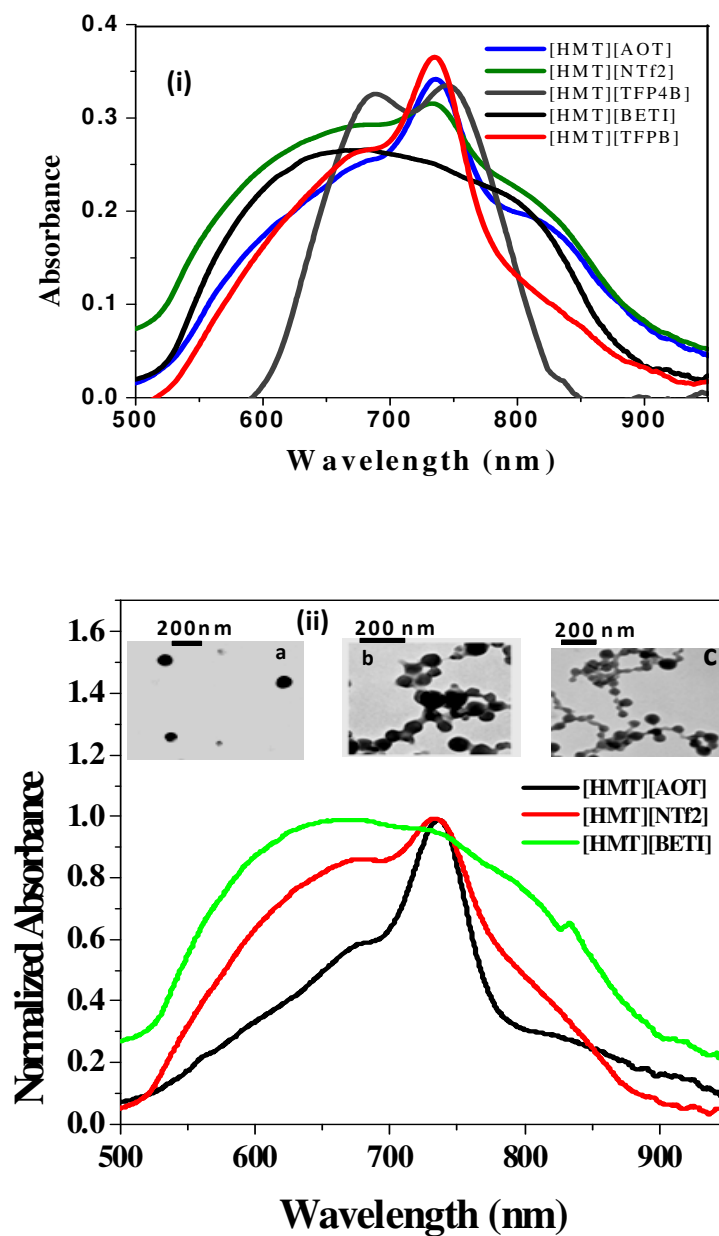 0.4
0.3
0.2
0.1
0.0
Absorbance
(i)
[HMT][AOT]
[HMT][NTf2]
[HMT][TFP4B]
[HMT][BETI]
[HMT][TFPB]
500 600 700 800 900
Wavelength (nm)
(ii)
200nm
a
200 nm
b
200 nm
C
1.6
1.4
1.2
1.0
0.8
0.6
0.4
0.2
0.0
Normalized Absorbance
[HMT][AOT]
[HMT][NTf2]
[HMT][BETI]
500 600 700 800 900
Wavelength (nm)